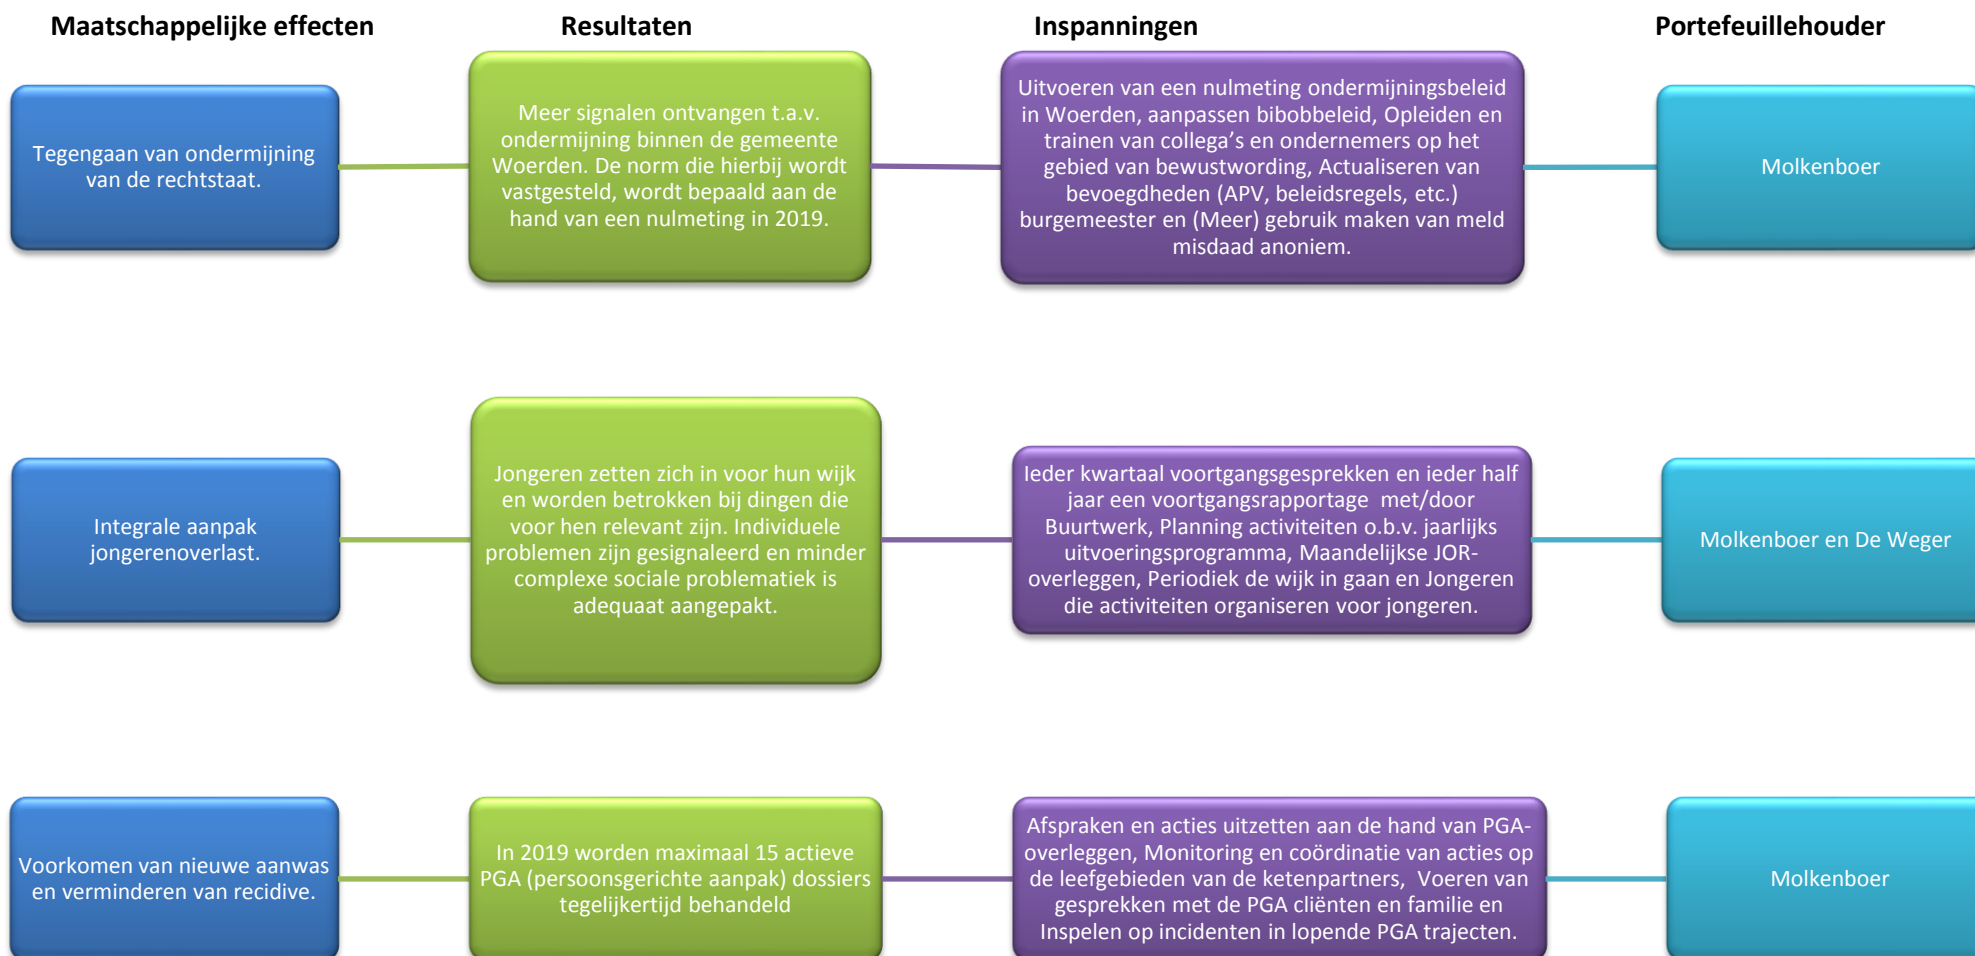 Maatschappelijke effecten
Resultaten
Inspanningen
Portefeuillehouder
Tegengaan van ondermijning
van de rechtstaat.
Meer signalen ontvangen t.a.v.
ondermijning binnen de gemeente
Woerden. De norm die hierbij wordt
vastgesteld, wordt bepaald aan de
hand van een nulmeting in 2019.
Uitvoeren van een nulmeting ondermijningsbeleid
in Woerden, aanpassen bibobbeleid, Opleiden en
trainen van collega's en ondernemers op het
gebied van bewustwording, Actualiseren van
bevoegdheden (APV, beleidsregels, etc.)
burgemeester en (Meer) gebruik maken van meld
misdaad anoniem.
Molkenboer
Integrale aanpak
jongerenoverlast.
Jongeren zetten zich in voor hun wijk
en worden betrokken bij dingen die
voor hen relevant zijn. Individuele
problemen zijn gesignaleerd en minder
complexe sociale problematiek is
adequaat aangepakt.
Ieder kwartaal voortgangsgesprekken en ieder half
jaar een voortgangsrapportage  met/door
Buurtwerk, Planning activiteiten o.b.v. jaarlijks
uitvoeringsprogramma, Maandelijkse JOR-
overleggen, Periodiek de wijk in gaan en Jongeren
die activiteiten organiseren voor jongeren.
Molkenboer en De Weger
Voorkomen van nieuwe aanwas
en verminderen van recidive.
In 2019 worden maximaal 15 actieve
PGA (persoonsgerichte aanpak) dossiers
tegelijkertijd behandeld
Afspraken en acties uitzetten aan de hand van PGA-
overleggen, Monitoring en coördinatie van acties op
de leefgebieden van de ketenpartners,  Voeren van
gesprekken met de PGA cliënten en familie en
Inspelen op incidenten in lopende PGA trajecten.
Molkenboer